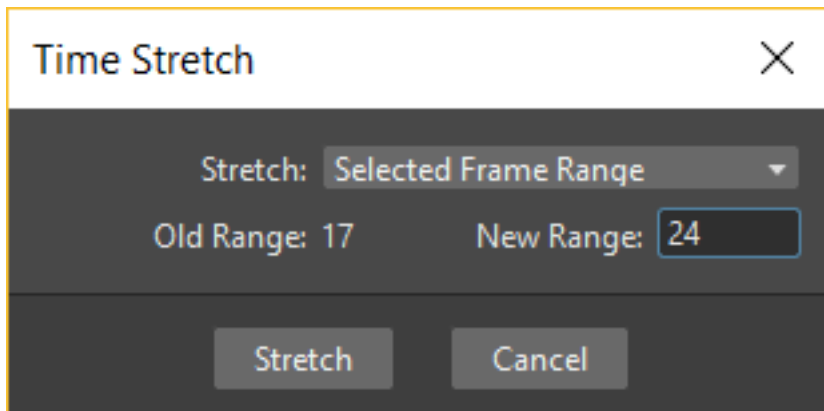 Time Stretch
Stretch: Selected Frame Range
Old Range: 17 New Range: 24
Stretch Cancel